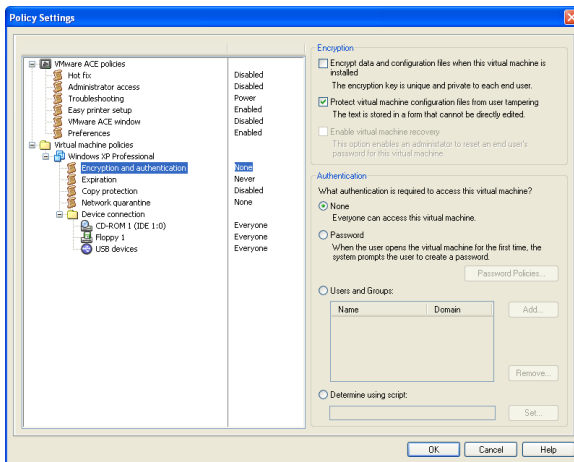 Policy Settings
VMware ACE policies
Hot fix Disabled
Administrator access Disabled
Troubleshooting Power
Easy printer setup Enabled
VMware ACE window Disabled
Preferences Enabled
Virtual machine policies
Windows XP Professional
Encryption and authentication None
Expiration Never
Copy protection Disabled
Network quarantine None
Device connection
CD-ROM 1 (IDE 1:0) Everyone
Floppy 1 Everyone
USB devices Everyone
Encryption
Encrypt data and configuration files when this virtual machine is
installed
The encryption key is unique and private to each end user.
Protect virtual machine configuration files from user tampering
The text is stored in a form that cannot be directly edited.
Enable virtual machine recovery
This option enables an administator to reset an end user's
password for this virtual machine.
Authentication
What authentication is required to access this virtual machine?
None
Everyone can access this virtual machine.
Password
When the user opens the virtual machine for the first time, the
system prompts the user to create a password.
Password Policies...
Users and Groups:
Name Domain
Add...
Remove...
Determine using script:
Set...
OK Cancel Help